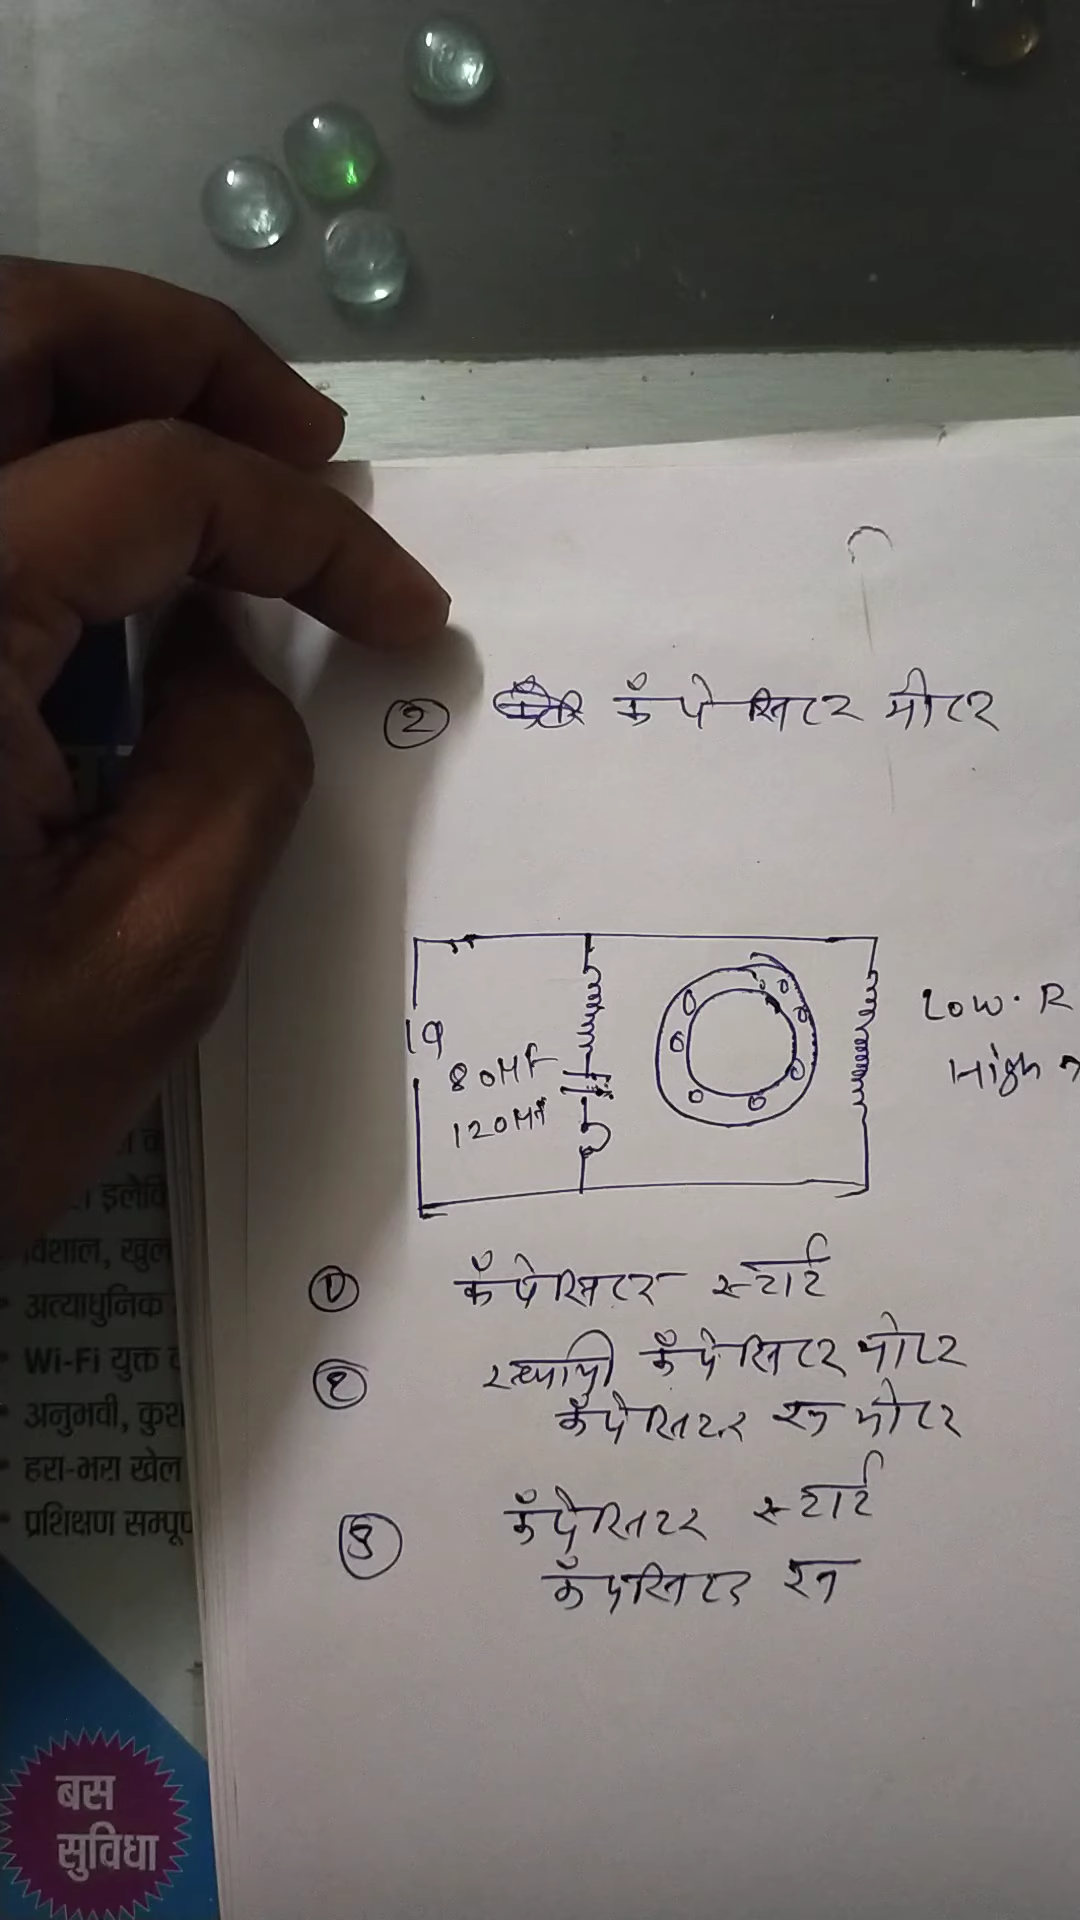 ② कॅपेसिटर मोटर
Low. R
High
1φ
80MF
120MF
① कॅपेसिटर स्टार्ट
② स्थायी कॅपेसिटर मोटर
कॅपेसिटर रन मोटर
③ कॅपेसिटर स्टार्ट
कॅपेसिटर रन
विशाल, खुल
• अत्याधुनिक
• Wi-Fi युक्त
• अनुभवी, कुश
• हरा-भरा खेल
• प्रशिक्षण सम्पू
बस
सुविधा